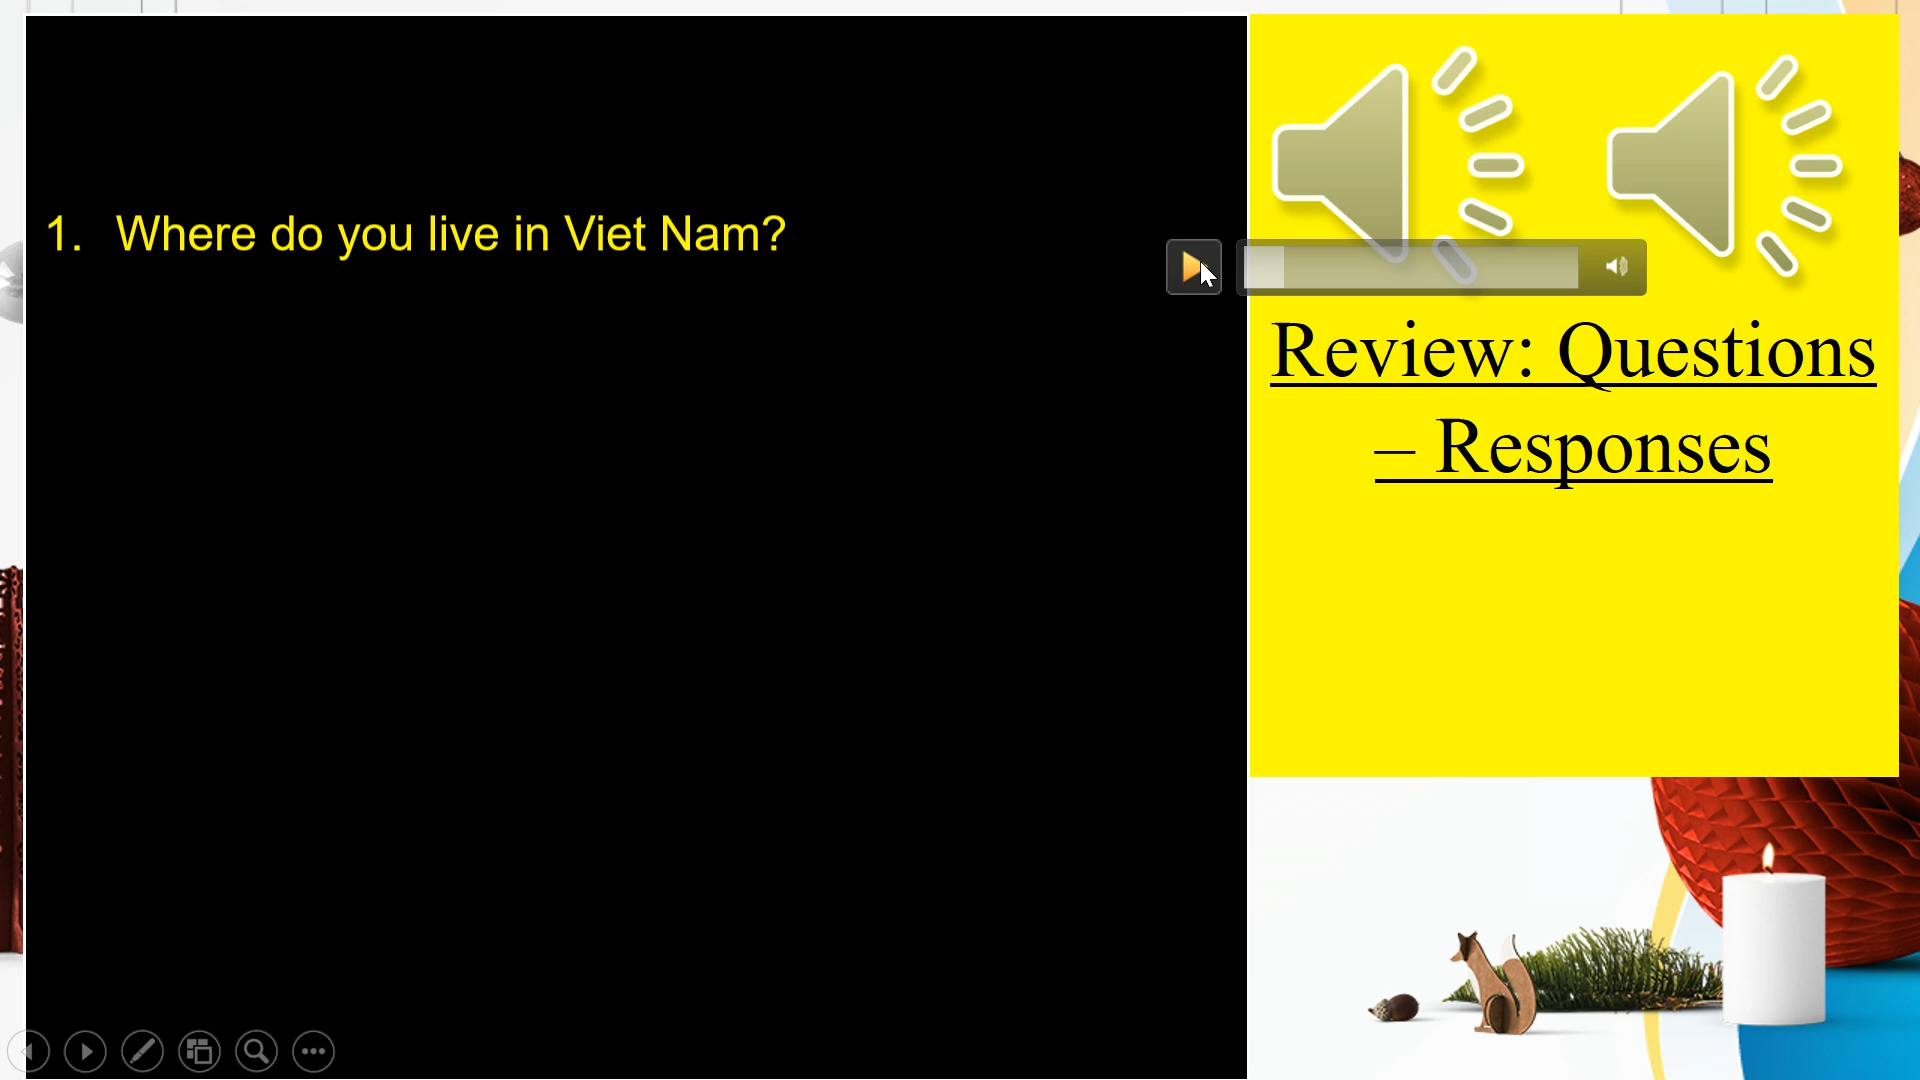 1. Where do you live in Viet Nam?
Review: Questions
– Responses